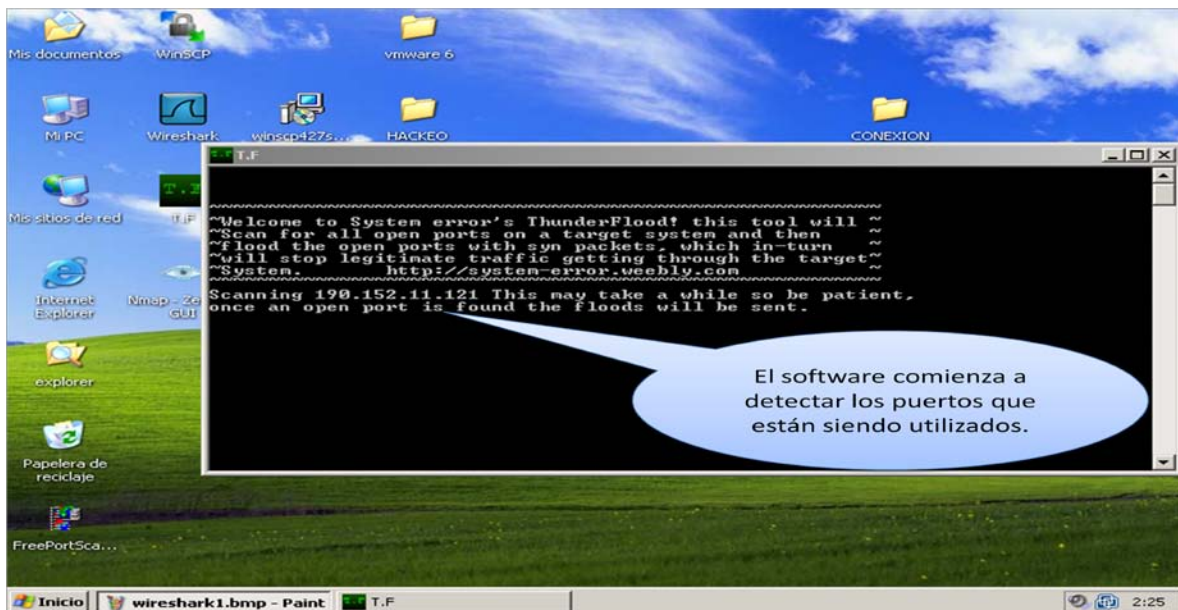 Mis documentos
WinSCP
vmware 6
Mi PC
Wireshark
winscp427s...
HACKEO
CONEXION
T.F
Mis sitios de red
T.F
~Welcome to System error's ThunderFlood! this tool will ~
~Scan for all open ports on a target system and then ~
~flood the open ports with syn packets, which in-turn ~
~will stop legitimate traffic getting through the target~
~System. http://system-error.weebly.com ~
Scanning 190.152.11.121 This may take a while so be patient,
once an open port is found the floods will be sent.
Internet
Explorer
Nmap - Ze
GUI
explorer
El software comienza a
detectar los puertos que
están siendo utilizados.
Papelera de
reciclaje
FreePortSca...
Inicio
wireshark1.bmp - Paint
T.F
2:25